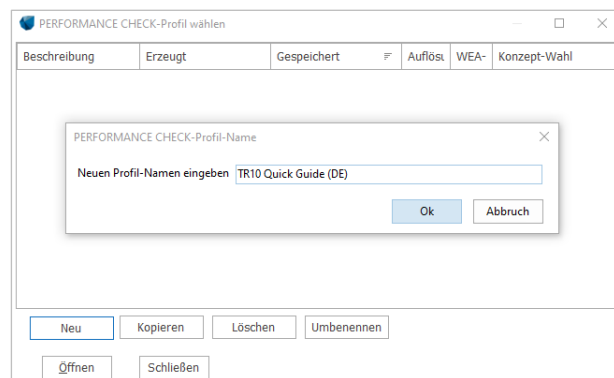 PERFORMANCE CHECK-Profil wählen
Beschreibung Erzeugt Gespeichert Auflösu WEA- Konzept-Wahl
PERFORMANCE CHECK-Profil-Name
Neuen Profil-Namen eingeben TR10 Quick Guide (DE)
Ok Abbruch
Neu Kopieren Löschen Umbenennen
Öffnen Schließen